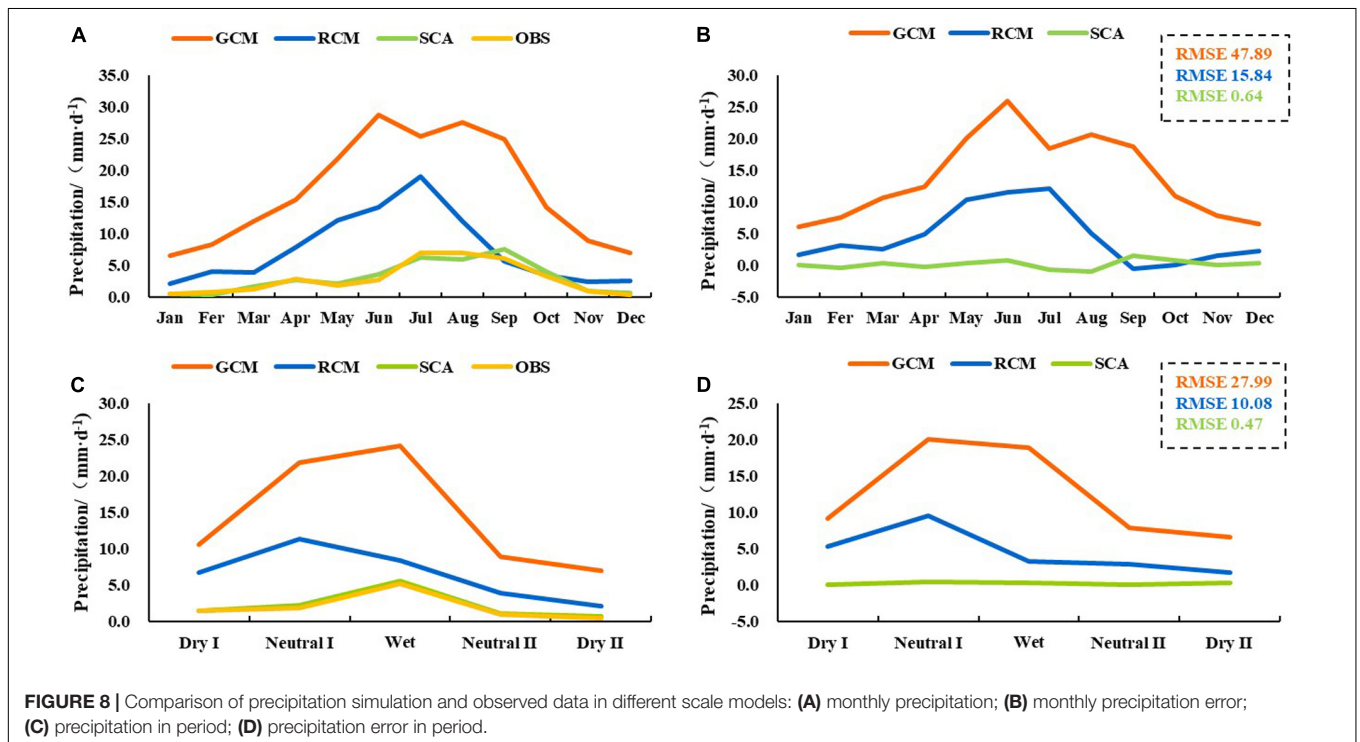 A
GCM RCM SCA OBS
Precipitation/（mm·d-1)
35.0
30.0
25.0
20.0
15.0
10.0
5.0
0.0
Jan Fer Mar Apr May Jun Jul Aug Sep Oct Nov Dec
B
GCM RCM SCA
RMSE 47.89
RMSE 15.84
RMSE 0.64
Precipitation/（mm·d-1)
30.0
25.0
20.0
15.0
10.0
5.0
0.0
-5.0
Jan Fer Mar Apr May Jun Jul Aug Sep Oct Nov Dec
C
GCM RCM SCA OBS
Precipitation/（mm·d-1)
30.0
25.0
20.0
15.0
10.0
5.0
0.0
Dry I Neutral I Wet Neutral II Dry II
D
GCM RCM SCA
RMSE 27.99
RMSE 10.08
RMSE 0.47
Precipitation/（mm·d-1)
25.0
20.0
15.0
10.0
5.0
0.0
-5.0
Dry I Neutral I Wet Neutral II Dry II
FIGURE 8 | Comparison of precipitation simulation and observed data in different scale models: (A) monthly precipitation; (B) monthly precipitation error;
(C) precipitation in period; (D) precipitation error in period.